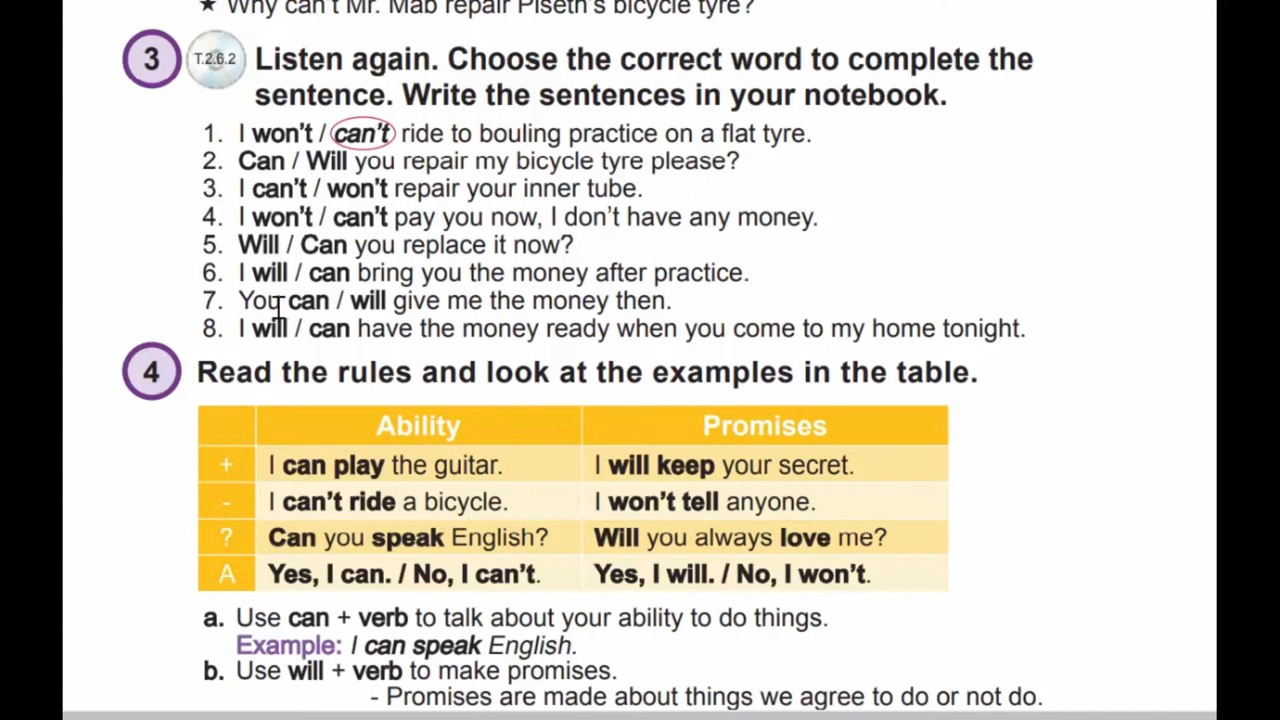 ★ Why can't Mr. Mab repair Piseth's bicycle tyre?
3 T.2.6.2 Listen again. Choose the correct word to complete the
sentence. Write the sentences in your notebook.
1. I won't / can't ride to bouling practice on a flat tyre.
2. Can / Will you repair my bicycle tyre please?
3. I can't / won't repair your inner tube.
4. I won't / can't pay you now, I don't have any money.
5. Will / Can you replace it now?
6. I will / can bring you the money after practice.
7. You can / will give me the money then.
8. I will / can have the money ready when you come to my home tonight.
4 Read the rules and look at the examples in the table.
Ability Promises
+ I can play the guitar. I will keep your secret.
- I can't ride a bicycle. I won't tell anyone.
? Can you speak English? Will you always love me?
A Yes, I can. / No, I can't. Yes, I will. / No, I won't.
a. Use can + verb to talk about your ability to do things.
Example: I can speak English.
b. Use will + verb to make promises.
- Promises are made about things we agree to do or not do.